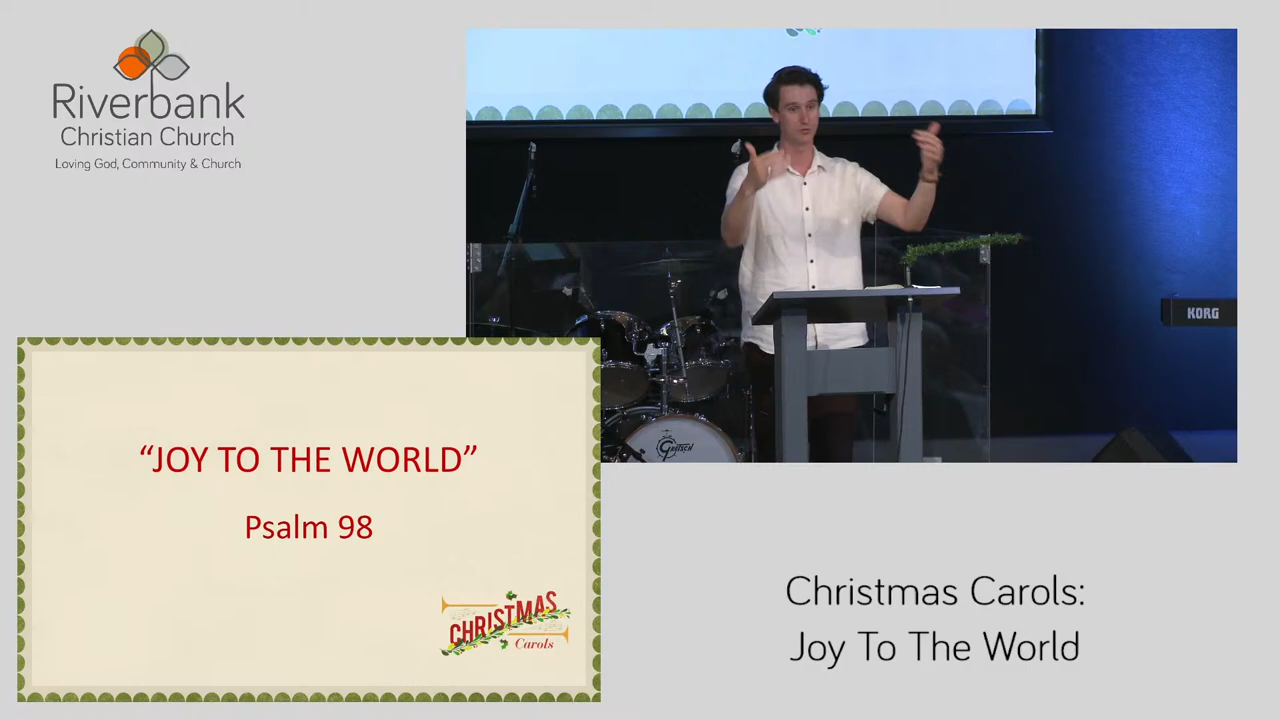 Riverbank
Christian Church
Loving God, Community & Church
KORG
GRETSCH
“JOY TO THE WORLD”
Psalm 98
CHRISTMAS
Carols
Christmas Carols:
Joy To The World